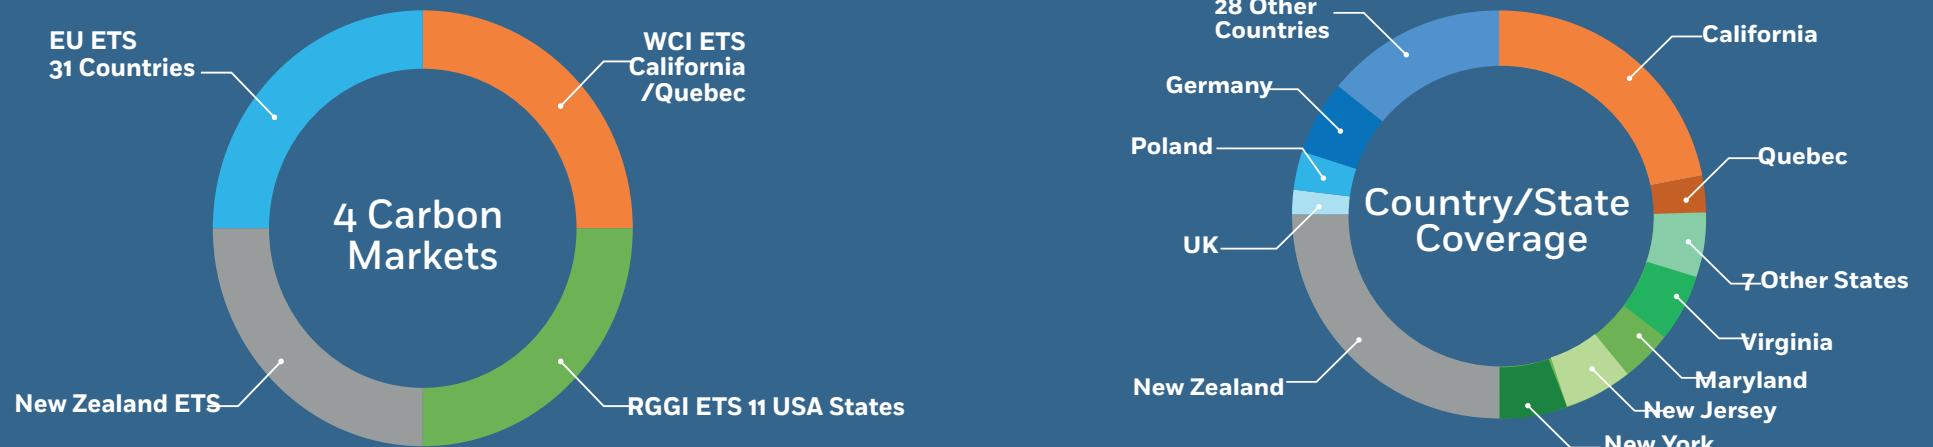 EU ETS
31 Countries
WCI ETS
California
/Quebec
4 Carbon
Markets
New Zealand ETS
RGGI ETS 11 USA States
28 Other
Countries
California
Germany
Poland
Quebec
Country/State
Coverage
UK
7 Other States
Virginia
New Zealand
Maryland
New Jersey
New York